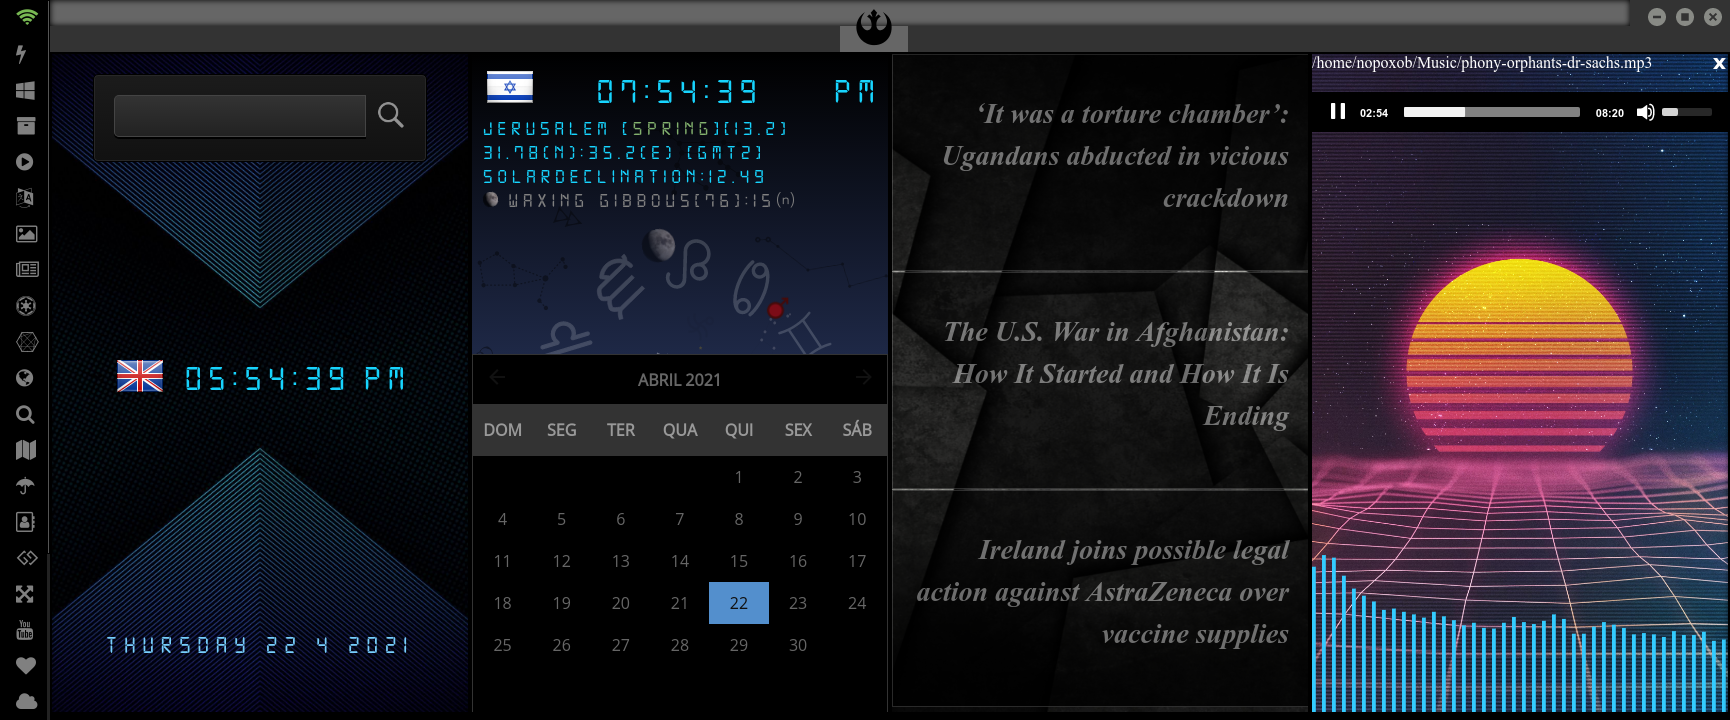 05:54:39 PM
THURSDAY 22 4 2021
07:54:39 PM
JERUSALEM [SPRING][13.2]
31.78(N):35.2(E) [GMT2]
SOLARDECLINATION:12.49
WAXING GIBBOUS[76]:15(n)
ABRIL 2021
DOM SEG TER QUA QUI SEX SÁB
1 2 3
4 5 6 7 8 9 10
11 12 13 14 15 16 17
18 19 20 21 22 23 24
25 26 27 28 29 30
‘It was a torture chamber’:
Ugandans abducted in vicious
crackdown
The U.S. War in Afghanistan:
How It Started and How It Is
Ending
Ireland joins possible legal
action against AstraZeneca over
vaccine supplies
/home/nopoxob/Music/phony-orphants-dr-sachs.mp3 x
02:54 08:20
You
Tube